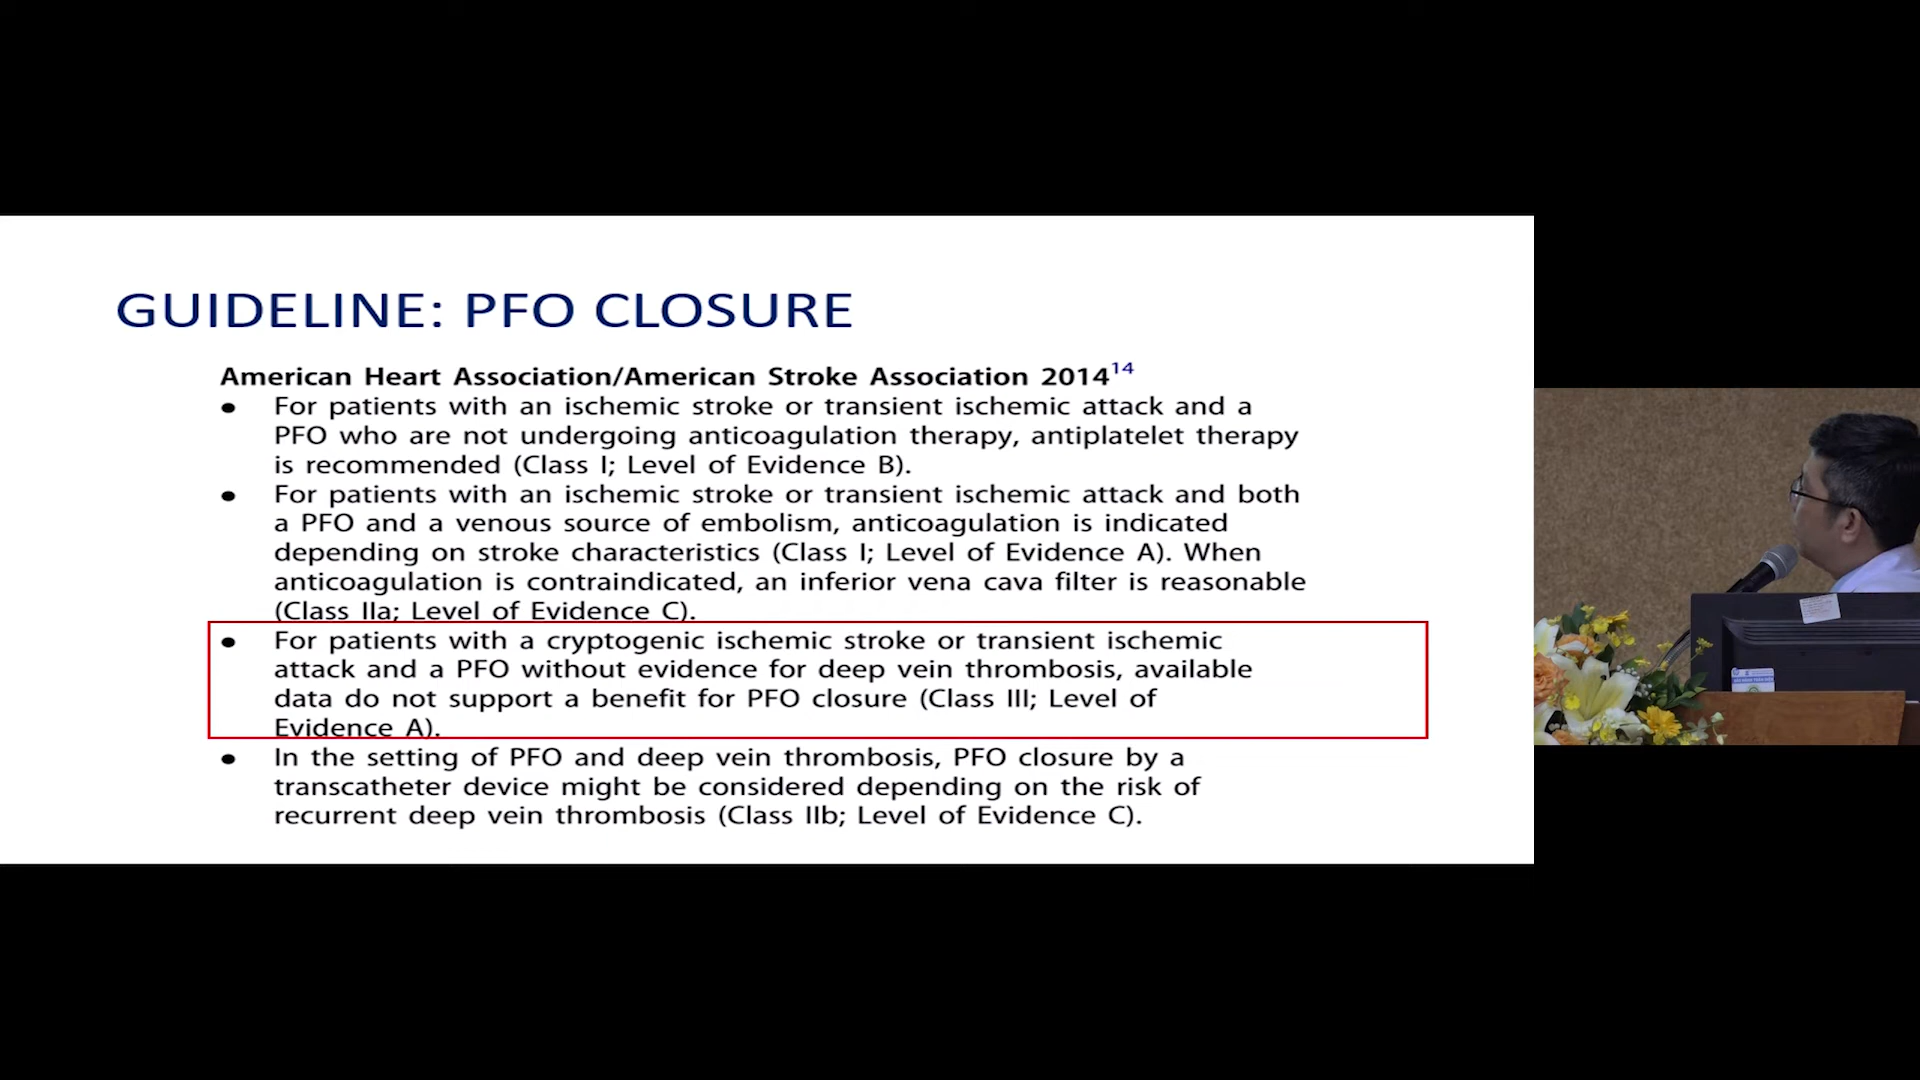 GUIDELINE: PFO CLOSURE
American Heart Association/American Stroke Association 2014¹⁴
● For patients with an ischemic stroke or transient ischemic attack and a
PFO who are not undergoing anticoagulation therapy, antiplatelet therapy
is recommended (Class I; Level of Evidence B).
● For patients with an ischemic stroke or transient ischemic attack and both
a PFO and a venous source of embolism, anticoagulation is indicated
depending on stroke characteristics (Class I; Level of Evidence A). When
anticoagulation is contraindicated, an inferior vena cava filter is reasonable
(Class IIa; Level of Evidence C).
● For patients with a cryptogenic ischemic stroke or transient ischemic
attack and a PFO without evidence for deep vein thrombosis, available
data do not support a benefit for PFO closure (Class III; Level of
Evidence A).
● In the setting of PFO and deep vein thrombosis, PFO closure by a
transcatheter device might be considered depending on the risk of
recurrent deep vein thrombosis (Class IIb; Level of Evidence C).